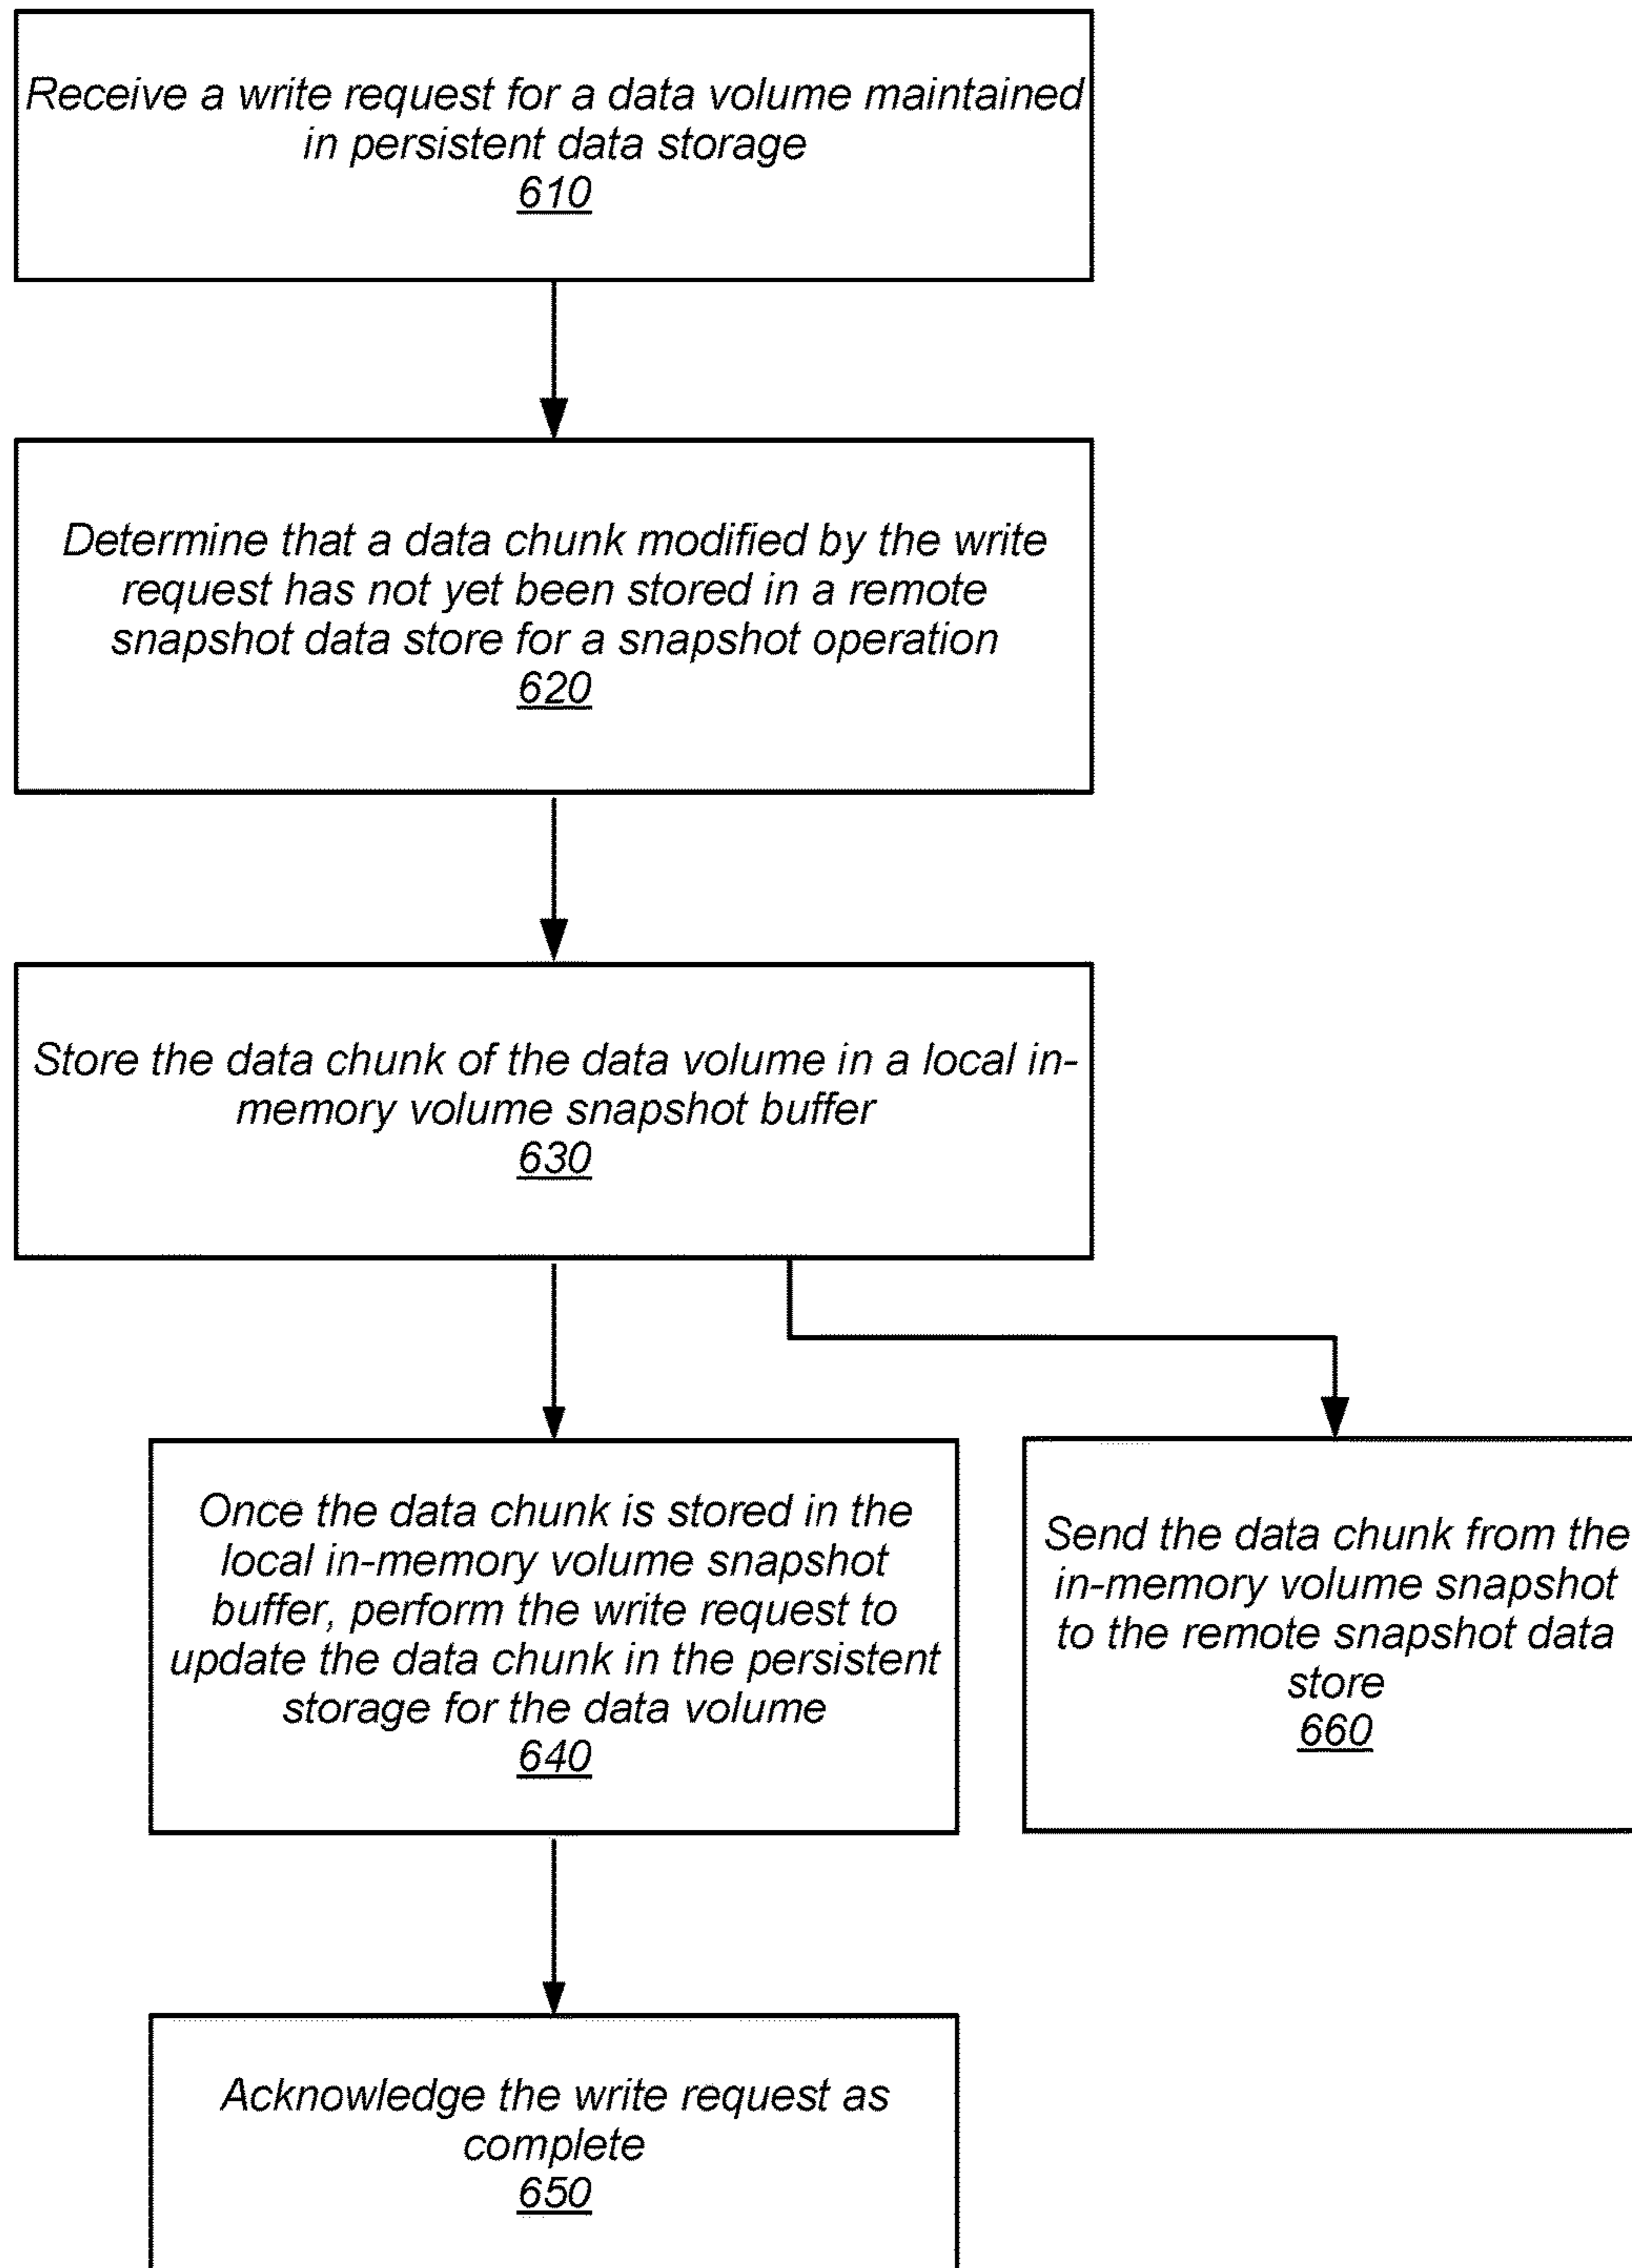 Receive a write request for a data volume maintained
in persistent data storage
610
Determine that a data chunk modified by the write
request has not yet been stored in a remote
snapshot data store for a snapshot operation
620
Store the data chunk of the data volume in a local in-
memory volume snapshot buffer
630
Once the data chunk is stored in the
local in-memory volume snapshot
buffer, perform the write request to
update the data chunk in the persistent
storage for the data volume
640
Send the data chunk from the
in-memory volume snapshot
to the remote snapshot data
store
660
Acknowledge the write request as
complete
650